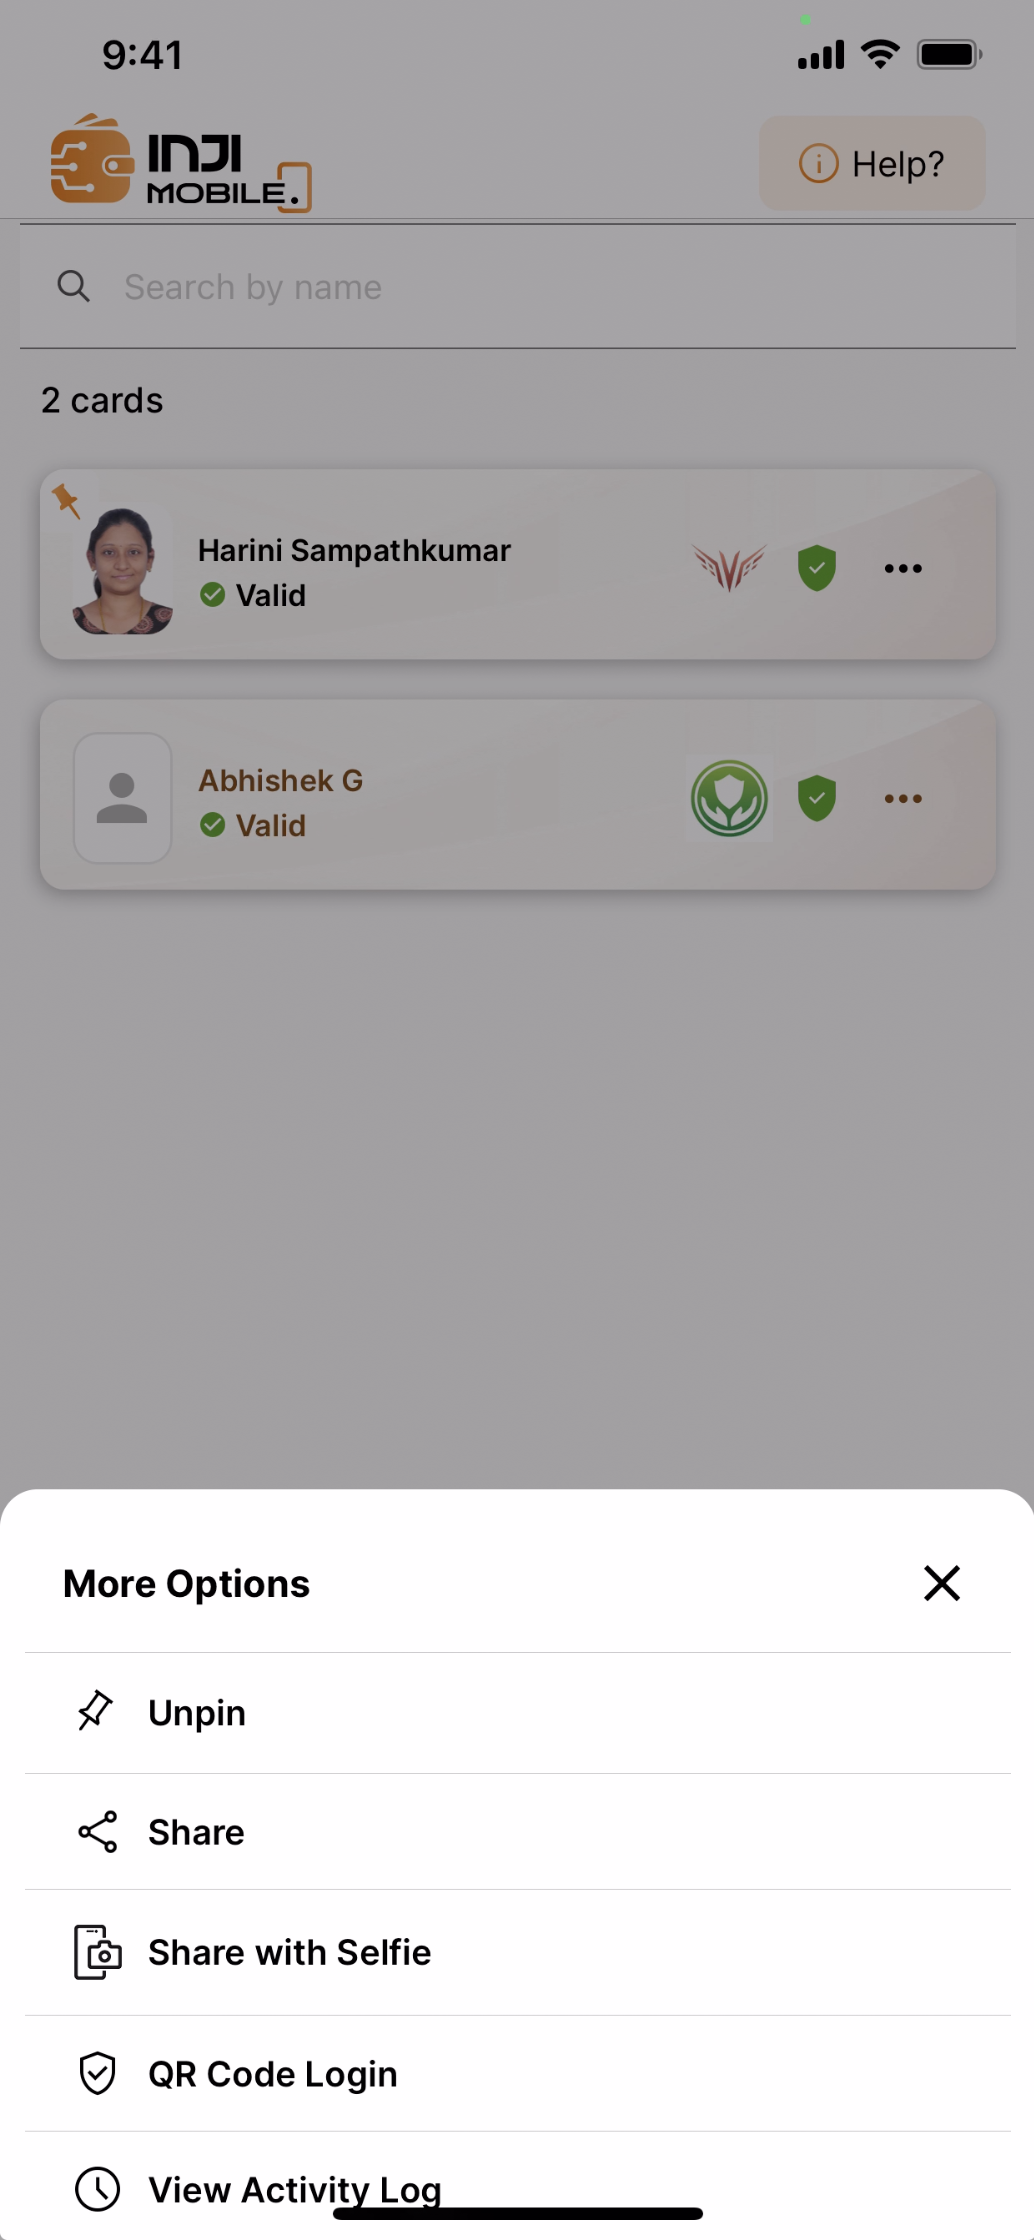 9:41
INJI
MOBILE.
Help?
Search by name
2 cards
Harini Sampathkumar
Valid
Abhishek G
Valid
More Options
Unpin
Share
Share with Selfie
QR Code Login
View Activity Log